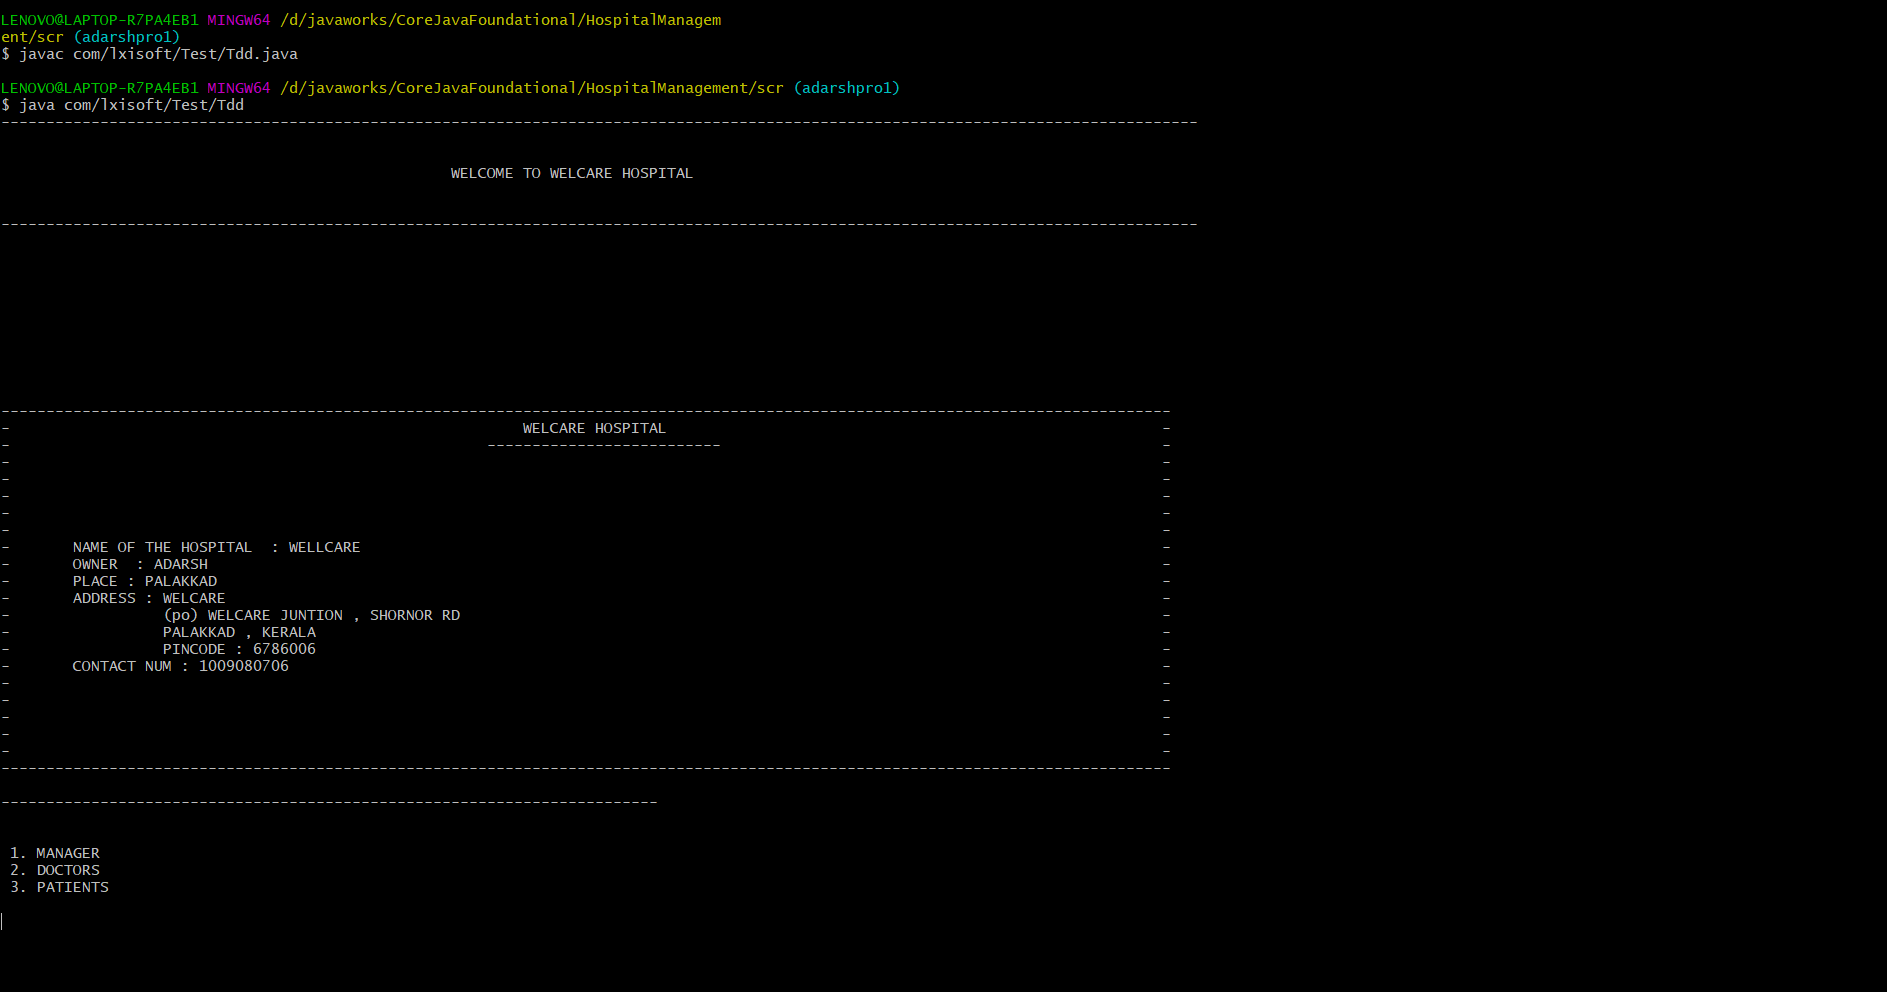 LENOVO@LAPTOP-R7PA4EB1 MINGW64 /d/javaworks/CoreJavaFoundational/HospitalManagem
ent/scr (adarshpro1)
$ javac com/lxisoft/Test/Tdd.java
LENOVO@LAPTOP-R7PA4EB1 MINGW64 /d/javaworks/CoreJavaFoundational/HospitalManagement/scr (adarshpro1)
$ java com/lxisoft/Test/Tdd
WELCOME TO WELCARE HOSPITAL
WELCARE HOSPITAL
NAME OF THE HOSPITAL  : WELLCARE
OWNER  : ADARSH
PLACE : PALAKKAD
ADDRESS : WELCARE
(po) WELCARE JUNTION , SHORNOR RD
PALAKKAD , KERALA
PINCODE : 6786006
CONTACT NUM : 1009080706
1. MANAGER
2. DOCTORS
3. PATIENTS